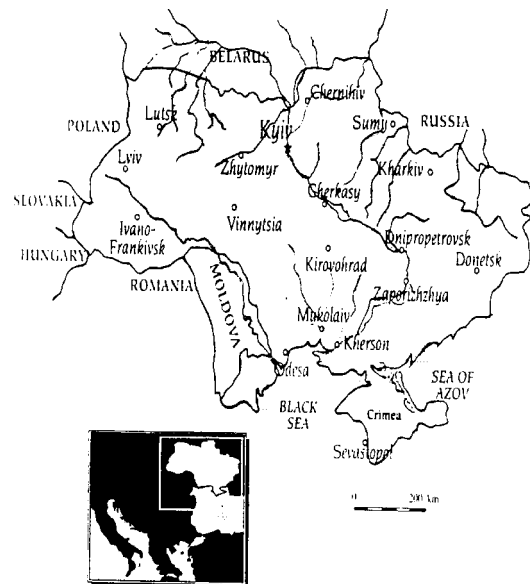 BELARUS
Chernihiv
Lutsk
Kyiv
Sumy
RUSSIA
POLAND
Lviv
Zhytomyr
Kharkiv
SLOVAKIA
Cherkasy
Vinnytsia
Ivano-
Frankivsk
Dnipropetrovsk
HUNGARY
Kirovohrad
Donetsk
ROMANIA
MOLDOVA
Zaporizhzhya
Mukolaiv
Kherson
Odesa
SEA OF
AZOV
BLACK
SEA
Crimea
Sevastopol
0 200 km